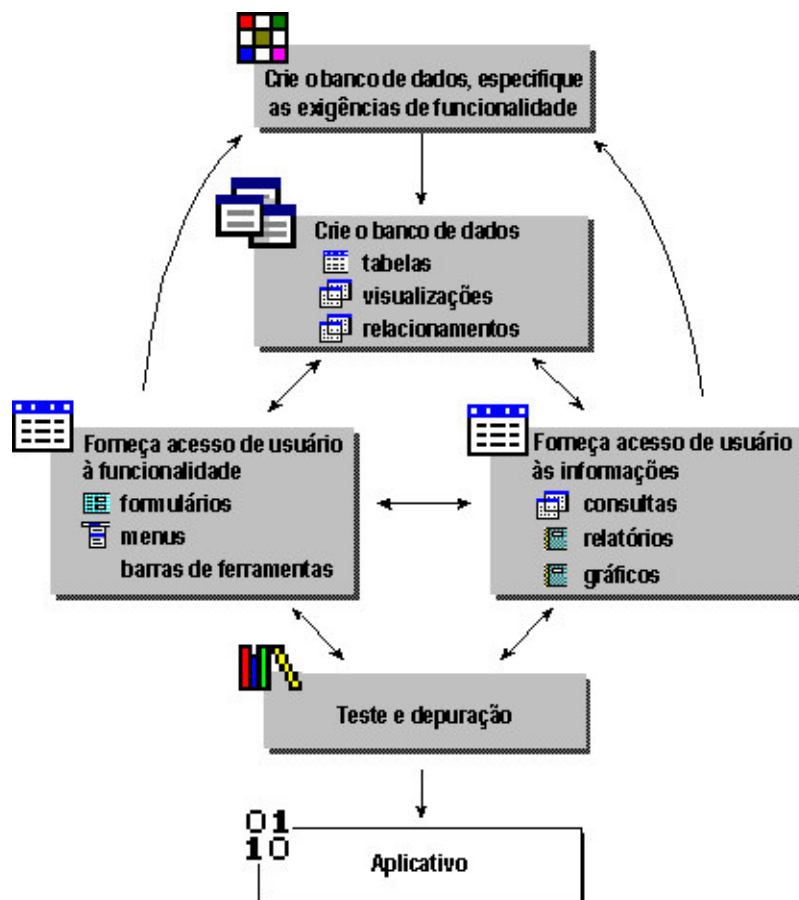 Crie o banco de dados, especifique
as exigências de funcionalidade
Crie o banco de dados
tabelas
visualizações
relacionamentos
Forneça acesso de usuário
à funcionalidade
formulários
menus
barras de ferramentas
Forneça acesso de usuário
às informações
consultas
relatórios
gráficos
Teste e depuração
01
10
Aplicativo